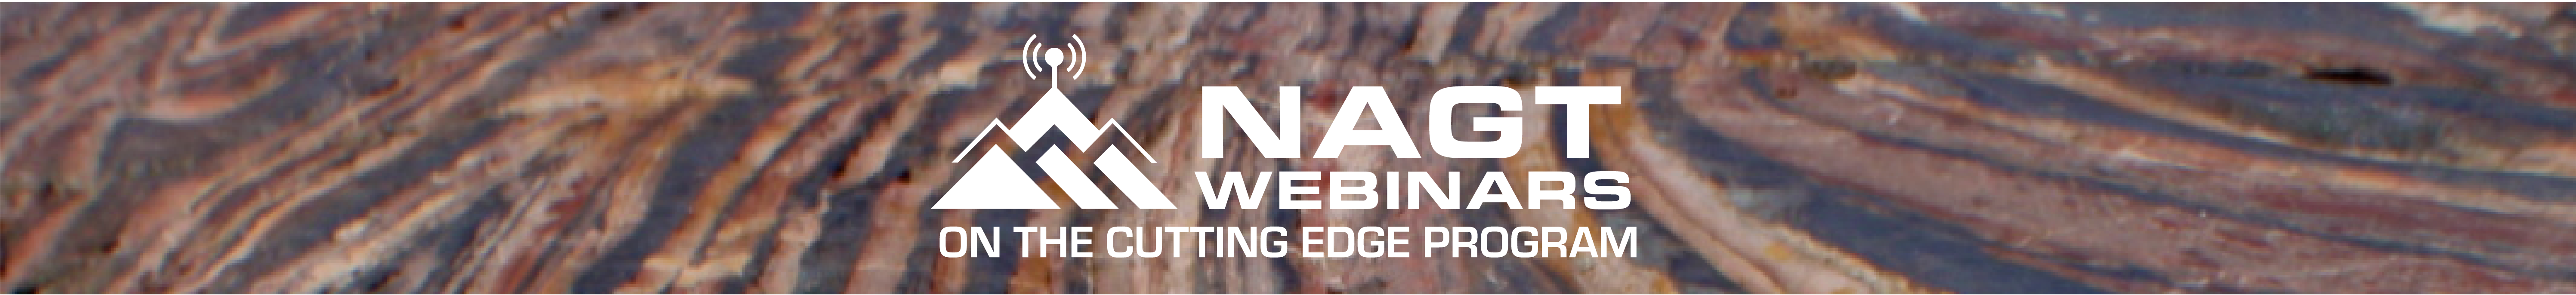 NAGT
WEBINARS
ON THE CUTTING EDGE PROGRAM